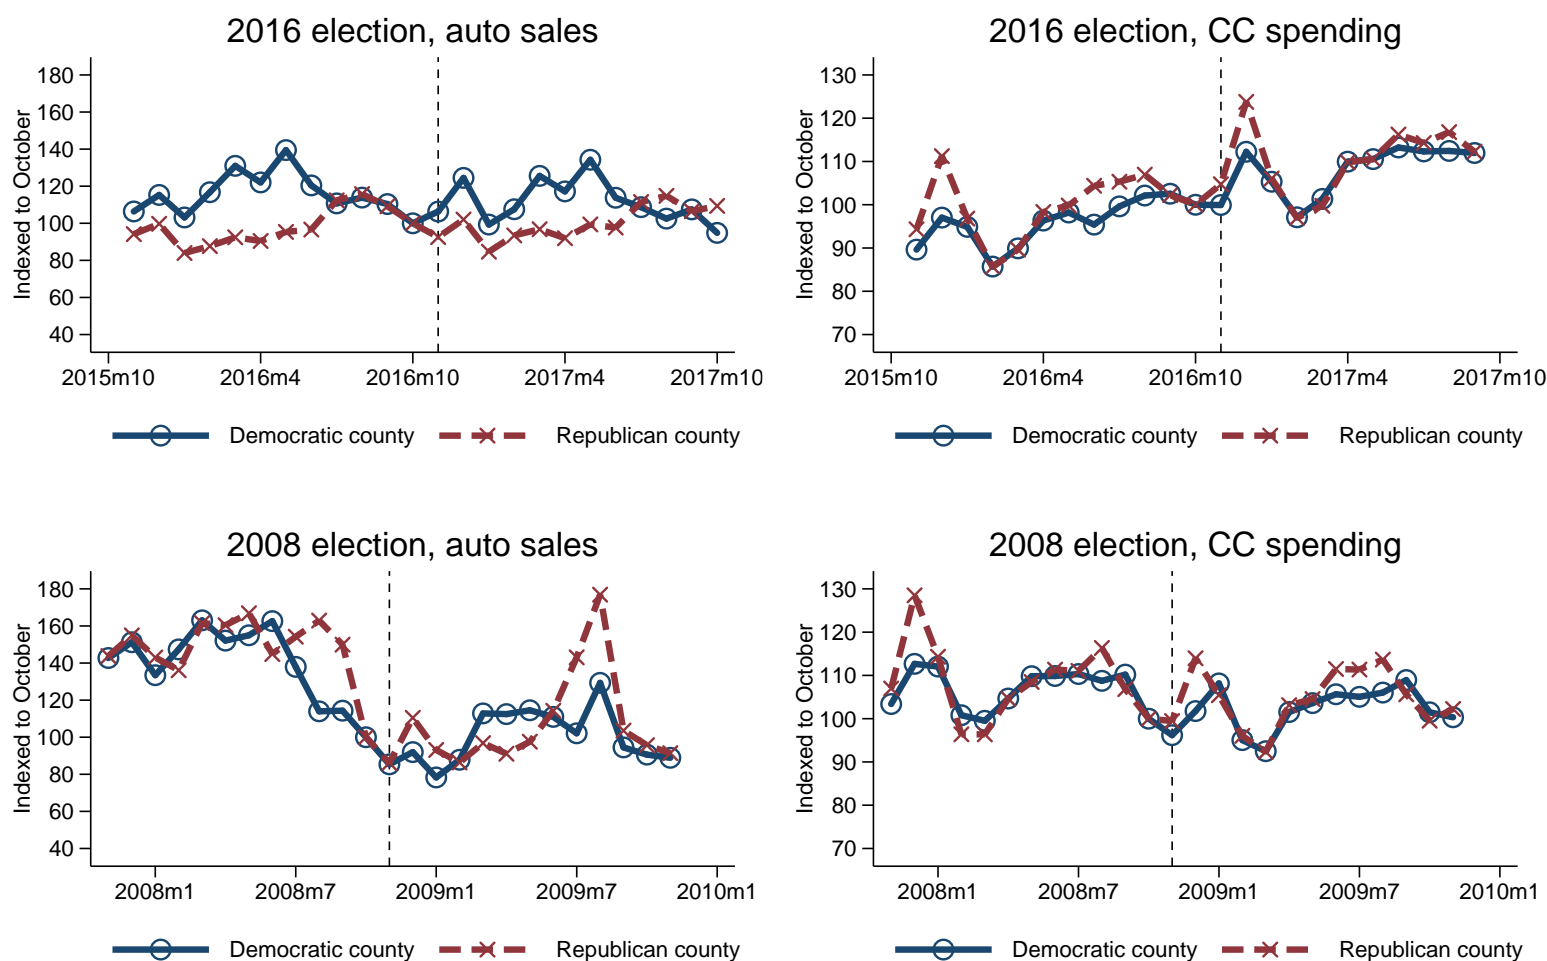 2016 election, auto sales
Indexed to October
180
160
140
120
100
80
60
40
2015m10 2016m4 2016m10 2017m4 2017m10
Democratic county Republican county
2016 election, CC spending
Indexed to October
130
120
110
100
90
80
70
2015m10 2016m4 2016m10 2017m4 2017m10
Democratic county Republican county
2008 election, auto sales
Indexed to October
180
160
140
120
100
80
60
40
2008m1 2008m7 2009m1 2009m7 2010m1
Democratic county Republican county
2008 election, CC spending
Indexed to October
130
120
110
100
90
80
70
2008m1 2008m7 2009m1 2009m7 2010m1
Democratic county Republican county